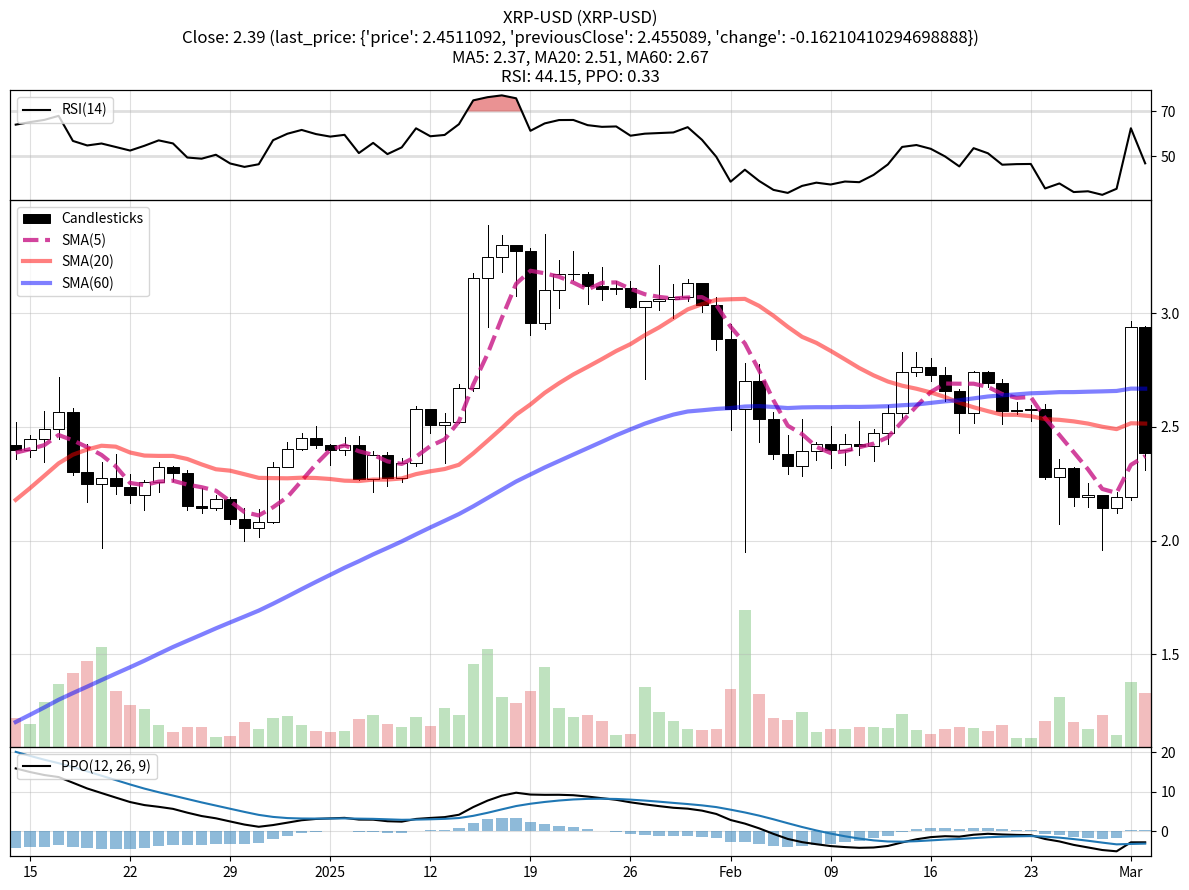 XRP-USD (XRP-USD)
Close: 2.39 (last_price: {'price': 2.4511092, 'previousClose': 2.455089, 'change': -0.16210410294698888})
MA5: 2.37, MA20: 2.51, MA60: 2.67
RSI: 44.15, PPO: 0.33
RSI(14)
70
50
Candlesticks
SMA(5)
SMA(20)
SMA(60)
3.0
2.5
2.0
1.5
PPO(12, 26, 9)
20
10
0
15 22 29 2025 12 19 26 Feb 09 16 23 Mar